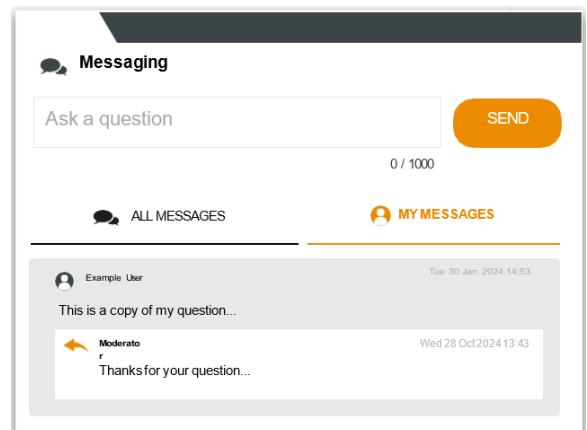 Messaging
Ask a question
SEND
0 / 1000
ALL MESSAGES
MY MESSAGES
Example User
Tue 30 Jan 2024 14:53
This is a copy of my question...
Moderato
r
Wed 28 Oct 2024 13:43
Thanks for your question...